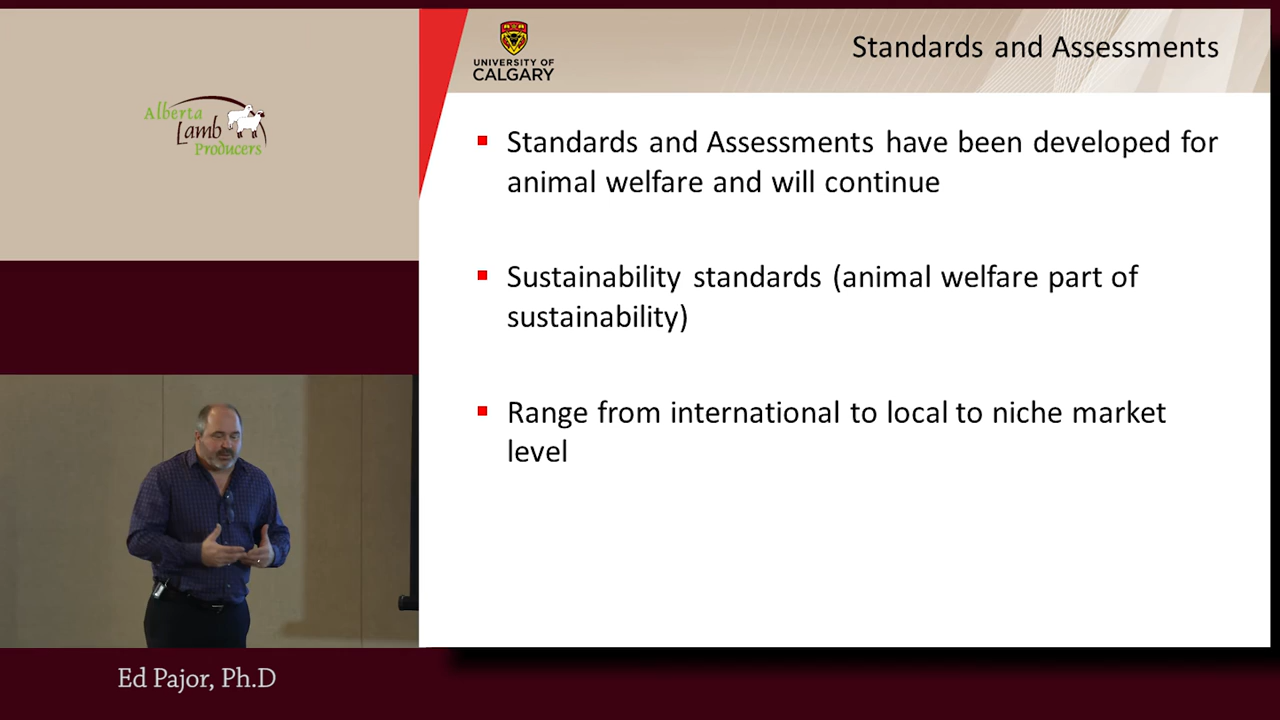 Alberta
Lamb
Producers
UNIVERSITY OF
CALGARY
Standards and Assessments
Standards and Assessments have been developed for
animal welfare and will continue
Sustainability standards (animal welfare part of
sustainability)
Range from international to local to niche market
level
Ed Pajor, Ph.D